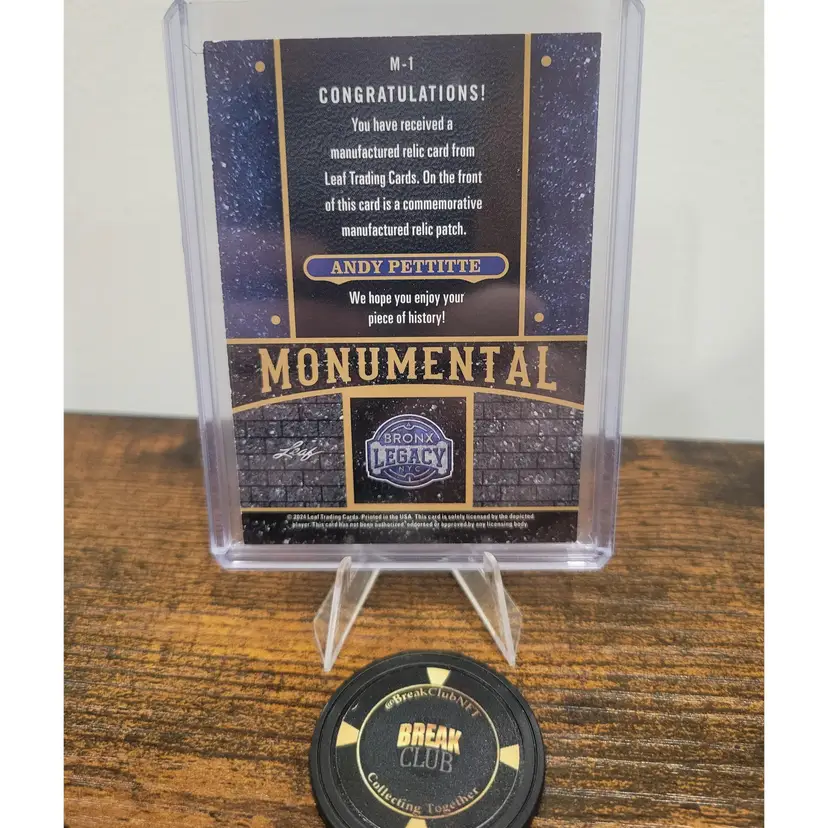 M-1
CONGRATULATIONS!
You have received a
manufactured relic card from
Leaf Trading Cards. On the front
of this card is a commemorative
manufactured relic patch.
ANDY PETTITTE
We hope you enjoy your
piece of history!
MONUMENTAL
Leaf
BRONX
LEGACY
NYC
© 2024 Leaf Trading Cards. Printed in the USA. This card is solely licensed by the depicted
player. This card has not been authorized, endorsed or approved by any licensing body.
@BreakClubNFT
BREAK
CLUB
Collecting Together